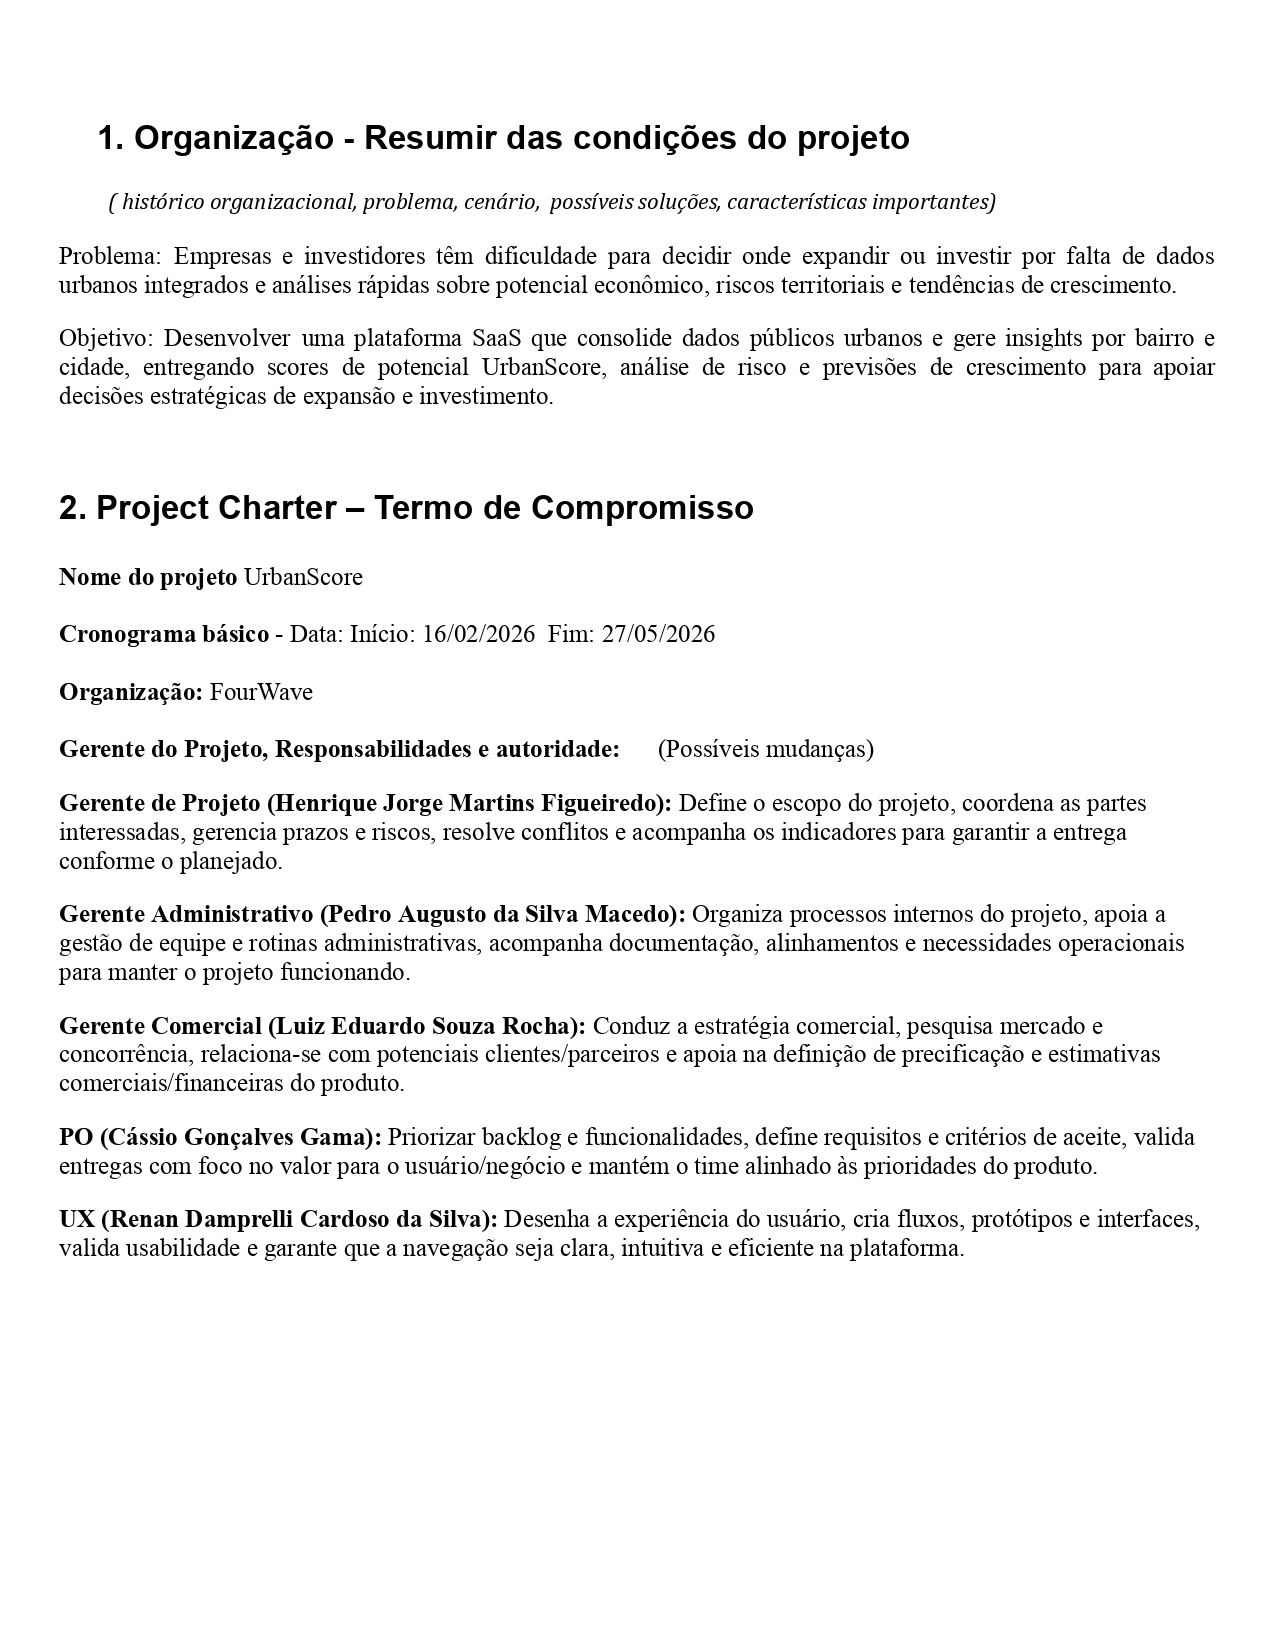 1. Organização - Resumir das condições do projeto
( histórico organizacional, problema, cenário, possíveis soluções, características importantes)
Problema: Empresas e investidores têm dificuldade para decidir onde expandir ou investir por falta de dados
urbanos integrados e análises rápidas sobre potencial econômico, riscos territoriais e tendências de crescimento.
Objetivo: Desenvolver uma plataforma SaaS que consolide dados públicos urbanos e gere insights por bairro e
cidade, entregando scores de potencial UrbanScore, análise de risco e previsões de crescimento para apoiar
decisões estratégicas de expansão e investimento.
2. Project Charter – Termo de Compromisso
Nome do projeto UrbanScore
Cronograma básico - Data: Início: 16/02/2026 Fim: 27/05/2026
Organização: FourWave
Gerente do Projeto, Responsabilidades e autoridade: (Possíveis mudanças)
Gerente de Projeto (Henrique Jorge Martins Figueiredo): Define o escopo do projeto, coordena as partes
interessadas, gerencia prazos e riscos, resolve conflitos e acompanha os indicadores para garantir a entrega
conforme o planejado.
Gerente Administrativo (Pedro Augusto da Silva Macedo): Organiza processos internos do projeto, apoia a
gestão de equipe e rotinas administrativas, acompanha documentação, alinhamentos e necessidades operacionais
para manter o projeto funcionando.
Gerente Comercial (Luiz Eduardo Souza Rocha): Conduz a estratégia comercial, pesquisa mercado e
concorrência, relaciona-se com potenciais clientes/parceiros e apoia na definição de precificação e estimativas
comerciais/financeiras do produto.
PO (Cássio Gonçalves Gama): Priorizar backlog e funcionalidades, define requisitos e critérios de aceite, valida
entregas com foco no valor para o usuário/negócio e mantém o time alinhado às prioridades do produto.
UX (Renan Damprelli Cardoso da Silva): Desenha a experiência do usuário, cria fluxos, protótipos e interfaces,
valida usabilidade e garante que a navegação seja clara, intuitiva e eficiente na plataforma.